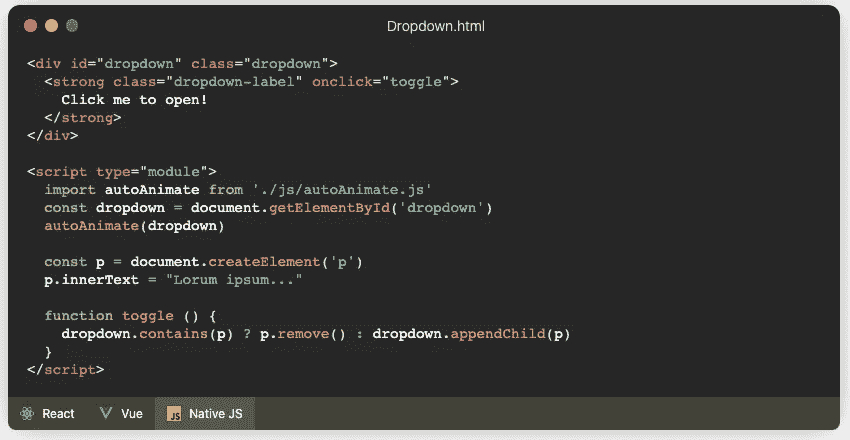 Dropdown.html
<div id="dropdown" class="dropdown">
  <strong class="dropdown-label" onclick="toggle">
    Click me to open!
  </strong>
</div>
<script type="module">
  import autoAnimate from './js/autoAnimate.js'
  const dropdown = document.getElementById('dropdown')
  autoAnimate(dropdown)
  const p = document.createElement('p')
  p.innerText = "Lorum ipsum..."
  function toggle () {
    dropdown.contains(p) ? p.remove() : dropdown.appendChild(p)
  }
</script>
React Vue JS Native JS